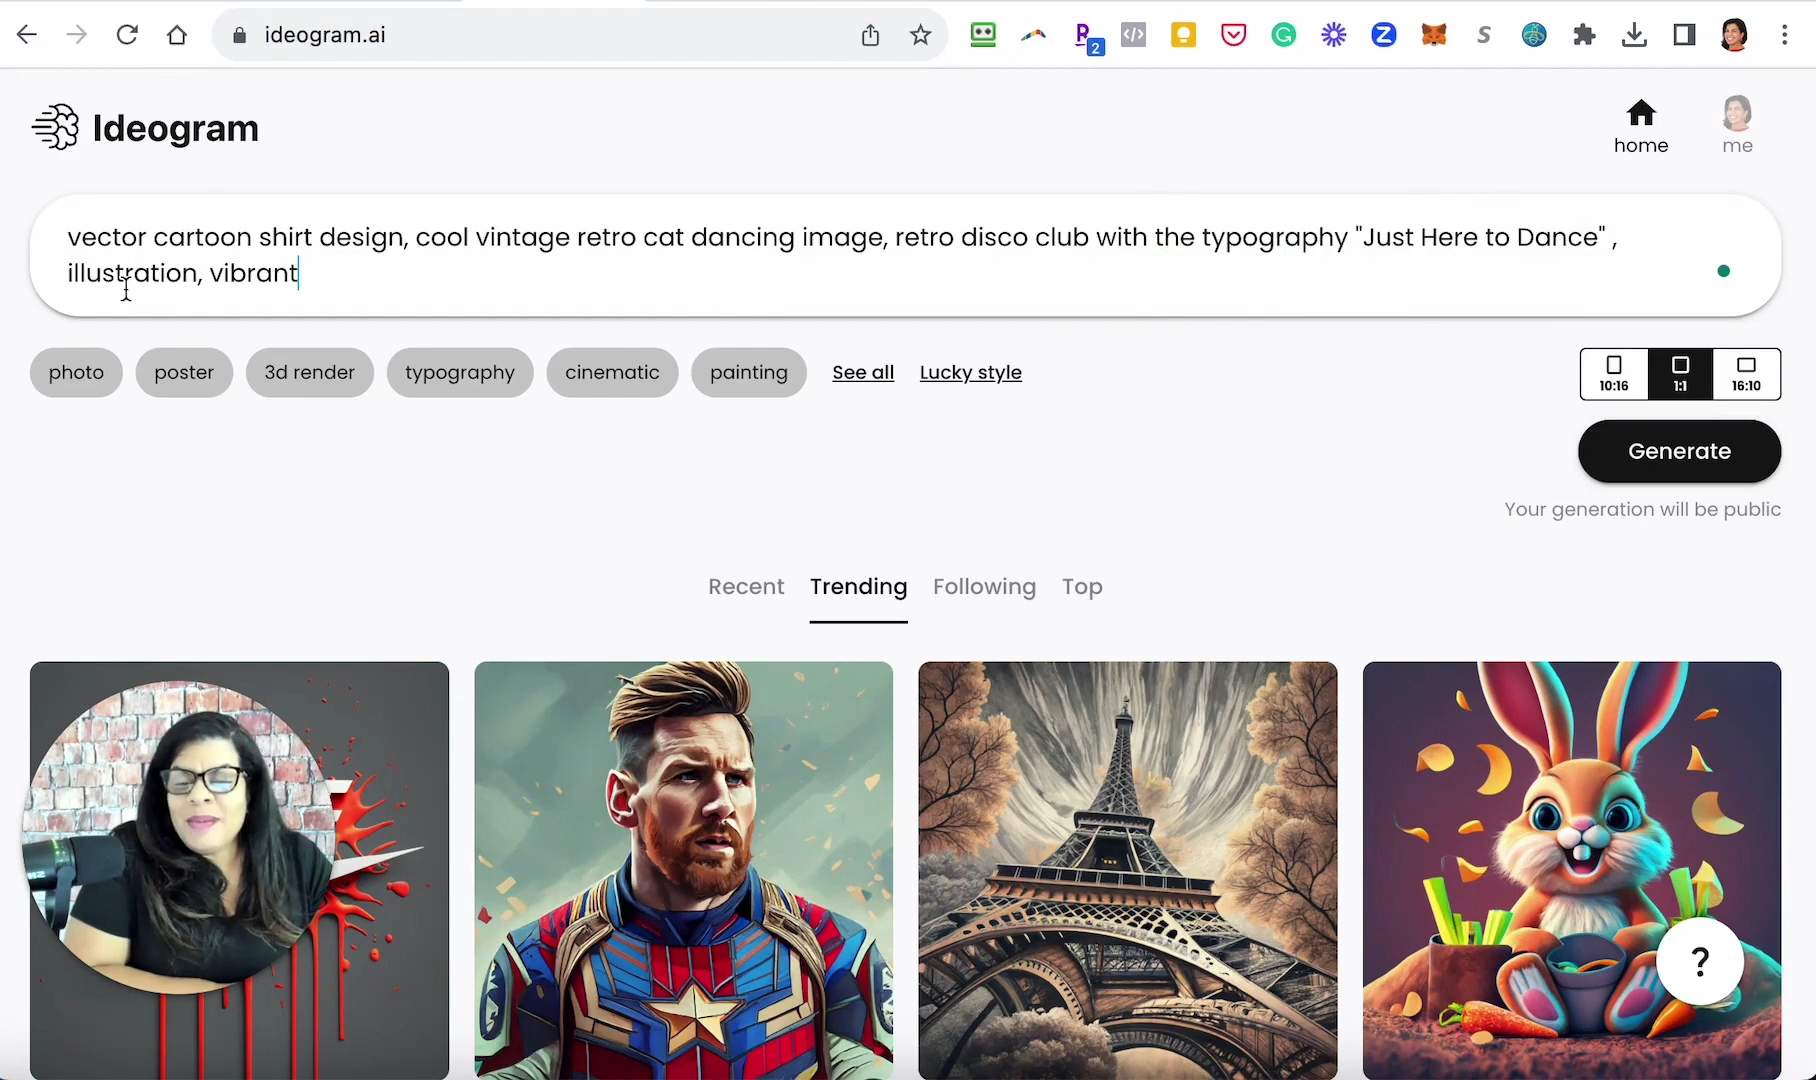 ideogram.ai
2
Ideogram
home
me
vector cartoon shirt design, cool vintage retro cat dancing image, retro disco club with the typography "Just Here to Dance" ,
illustration, vibrant
photo
poster
3d render
typography
cinematic
painting
See all
Lucky style
10:16
1:1
16:10
Generate
Your generation will be public
Recent
Trending
Following
Top
?